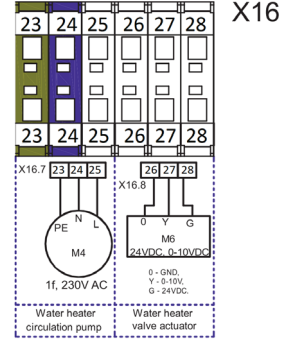 X16
23 24 25 26 27 28
23 24 25 26 27 28
X16.7 23 24 25
26 27 28
X16.8
PE N L
M4
1f, 230V AC
0 Y G
M6
24VDC, 0-10VDC
0 - GND,
Y - 0-10V,
G - 24VDC.
Water heater
circulation pump
Water heater
valve actuator